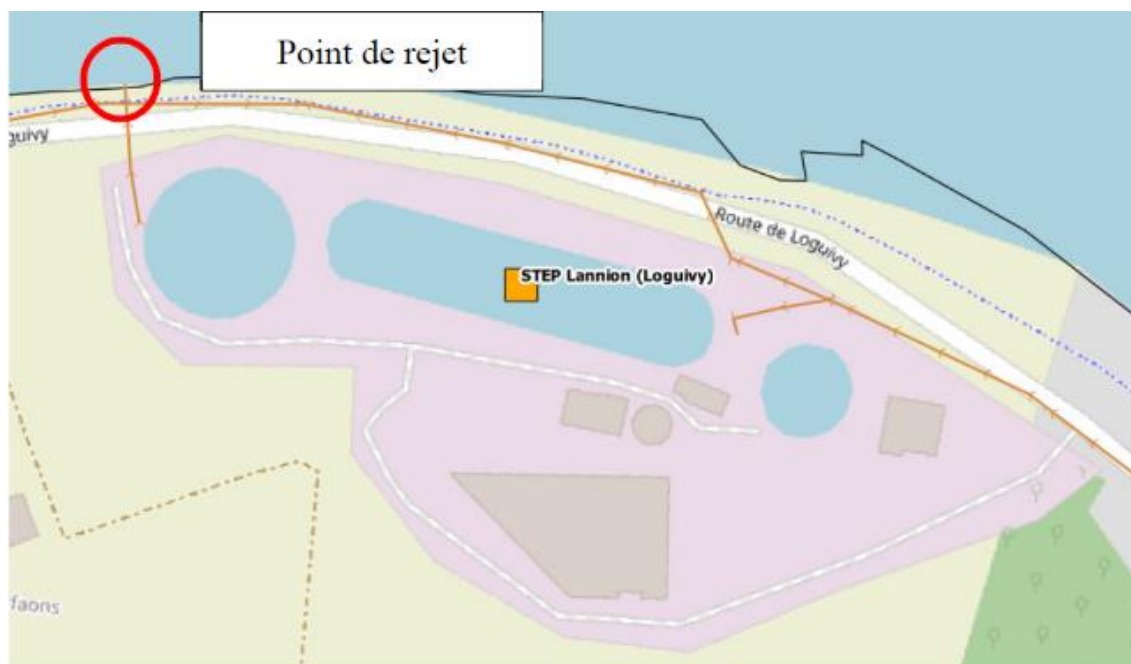 Point de rejet
guivy
Route de Loguivy
STEP Lannion (Loguivy)
faons